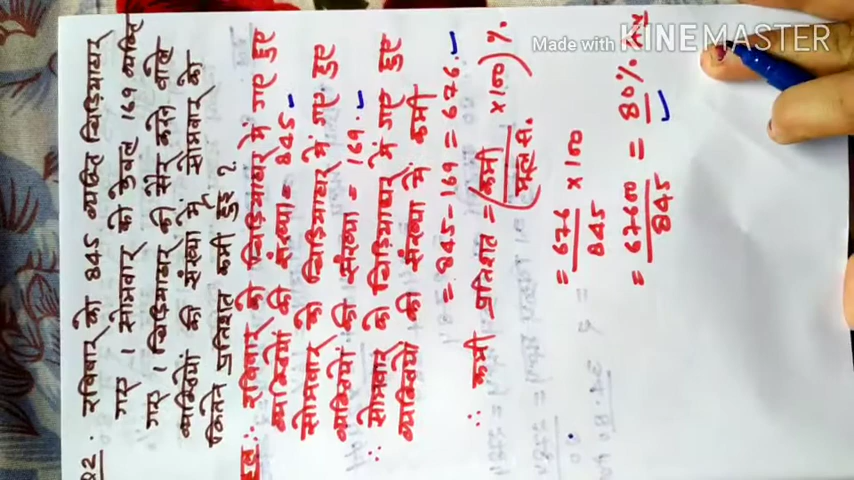 Made with KINEMASTER
Q2. रविवार को 845 व्यक्ति चिड़ियाघर
गए। सोमवार को केवल 169 व्यक्ति
गए। चिड़ियाघर की सैर करने वाले
व्यक्तियों की संख्या में, सोमवार को
कितने प्रतिशत कमी हुई?
हल:- रविवार को चिड़ियाघर में गए हुए
व्यक्तियों की संख्या = 845
सोमवार को चिड़ियाघर में गए हुए
व्यक्तियों की संख्या = 169.
∴ सोमवार को चिड़ियाघर में गए हुए
व्यक्तियों की संख्या में कमी
= 845 - 169 = 676.
∴ कमी प्रतिशत = (कमी/मूल सं. × 100) %.
= 676/845 × 100
= 67600/845 = 80%